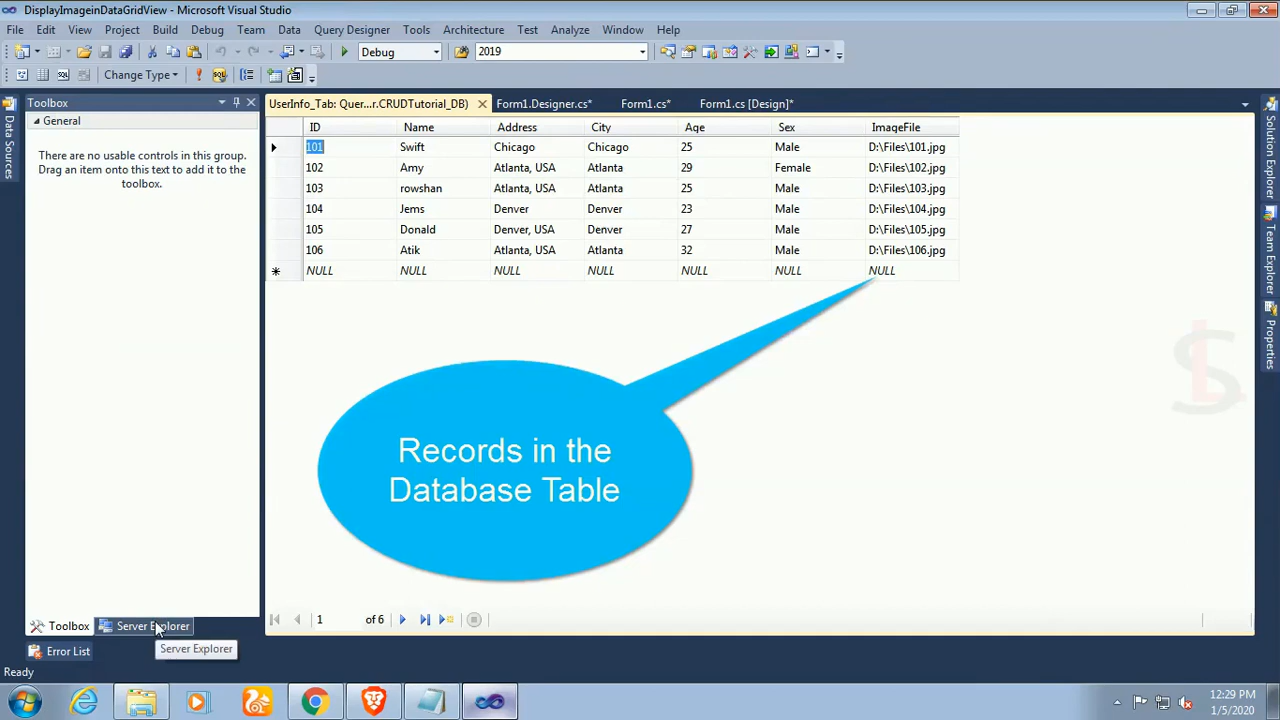 DisplayImageinDataGridView - Microsoft Visual Studio
File Edit View Project Build Debug Team Data Query Designer Tools Architecture Test Analyze Window Help
Debug 2019
Change Type
Toolbox
UserInfo_Tab: Quer...r.CRUDTutorial_DB) Form1.Designer.cs* Form1.cs* Form1.cs [Design]*
Data Sources
General
There are no usable controls in this group.
Drag an item onto this text to add it to the
toolbox.
ID Name Address City Age Sex ImageFile
101 Swift Chicago Chicago 25 Male D:\Files\101.jpg
102 Amy Atlanta, USA Atlanta 29 Female D:\Files\102.jpg
103 rowshan Atlanta, USA Atlanta 25 Male D:\Files\103.jpg
104 Jems Denver Denver 23 Male D:\Files\104.jpg
105 Donald Denver, USA Denver 27 Male D:\Files\105.jpg
106 Atik Atlanta, USA Atlanta 32 Male D:\Files\106.jpg
NULL NULL NULL NULL NULL NULL NULL
Solution Explorer
Team Explorer
Properties
Records in the
Database Table
1 of 6
Toolbox Server Explorer
Server Explorer
Error List
Ready
12:29 PM
1/5/2020